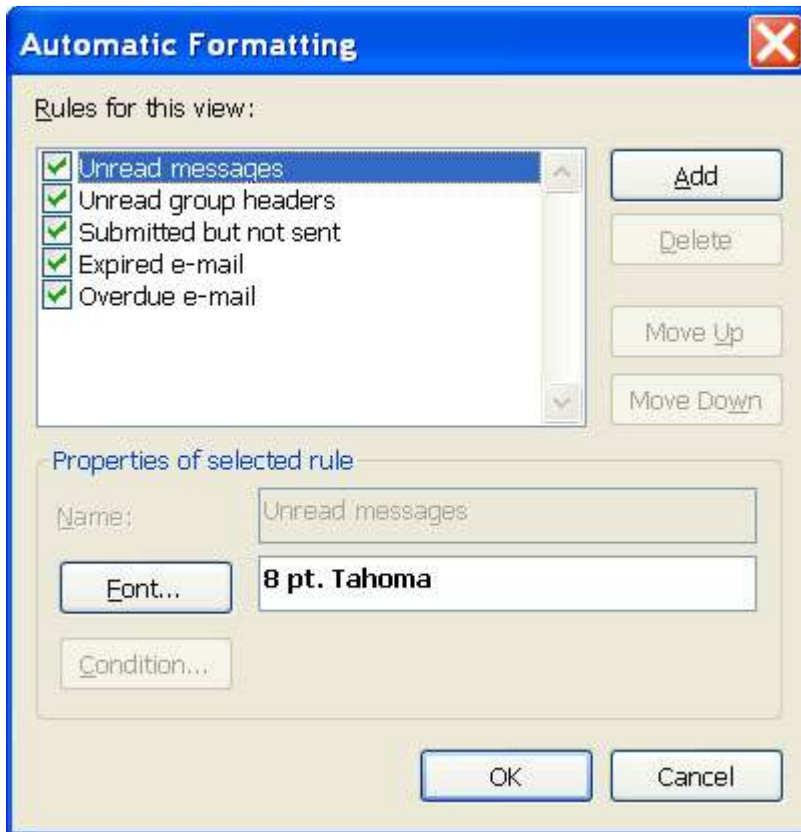 Automatic Formatting
Rules for this view:
Unread messages
Unread group headers
Submitted but not sent
Expired e-mail
Overdue e-mail
Add
Delete
Move Up
Move Down
Properties of selected rule
Name:
Unread messages
Font...
8 pt. Tahoma
Condition...
OK
Cancel